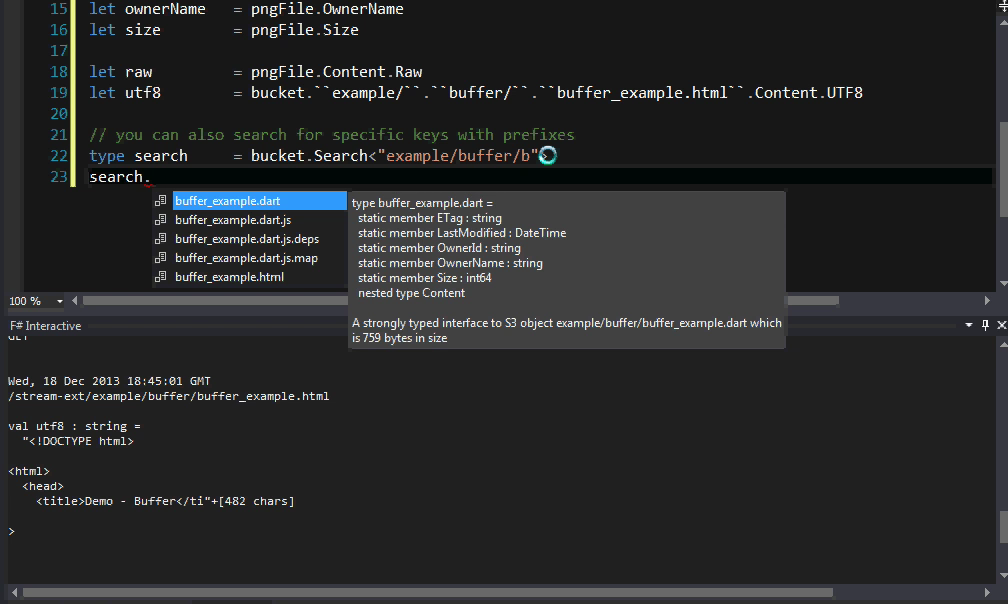 15 let ownerName   = pngFile.OwnerName
16 let size        = pngFile.Size
17
18 let raw         = pngFile.Content.Raw
19 let utf8        = bucket.``example/``.``buffer/``.``buffer_example.html``.Content.UTF8
20
21 // you can also search for specific keys with prefixes
22 type search     = bucket.Search<"example/buffer/b"
23 search.
buffer_example.dart
buffer_example.dart.js
buffer_example.dart.js.deps
buffer_example.dart.js.map
buffer_example.html
type buffer_example.dart =
static member ETag : string
static member LastModified : DateTime
static member OwnerId : string
static member OwnerName : string
static member Size : int64
nested type Content
A strongly typed interface to S3 object example/buffer/buffer_example.dart which
is 759 bytes in size
100 %
F# Interactive
GET
Wed, 18 Dec 2013 18:45:01 GMT
/stream-ext/example/buffer/buffer_example.html
val utf8 : string =
"<!DOCTYPE html>
<html>
<head>
<title>Demo - Buffer</ti"+[482 chars]
>